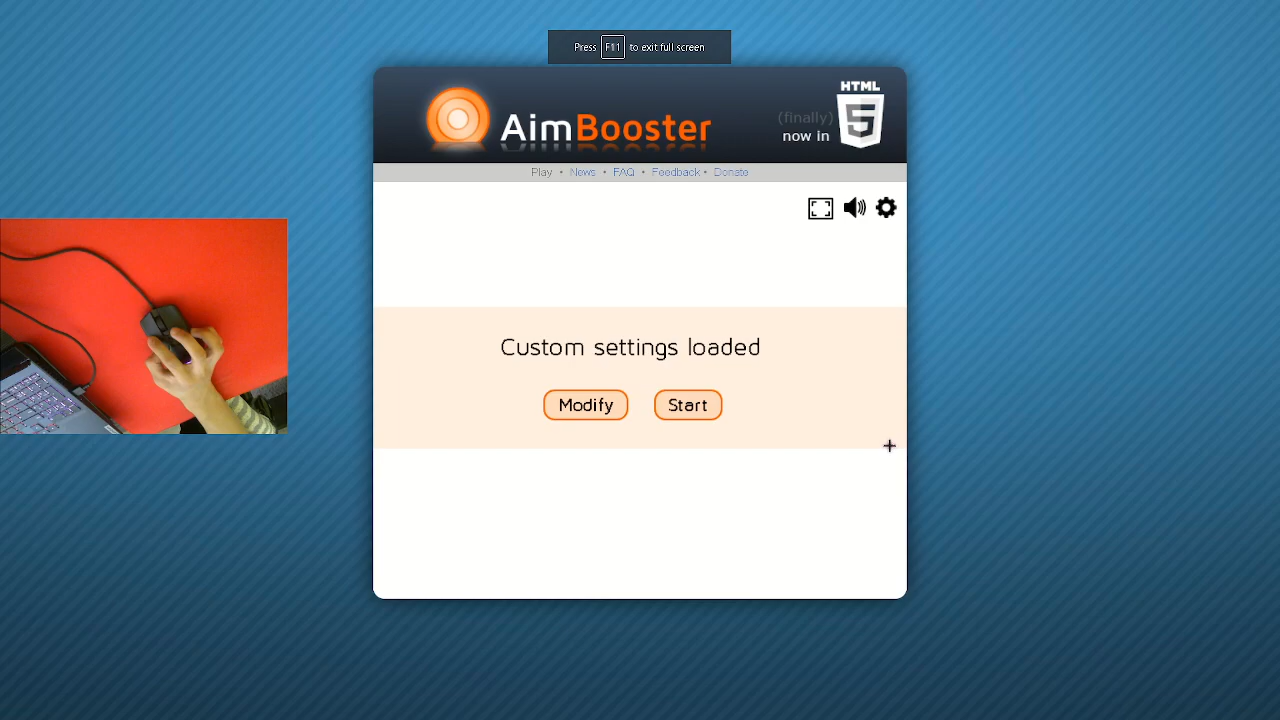 Press F11 to exit full screen
HTML
AimBooster
(finally)
now in
5
Play • News • FAQ • Feedback • Donate
Custom settings loaded
Modify Start